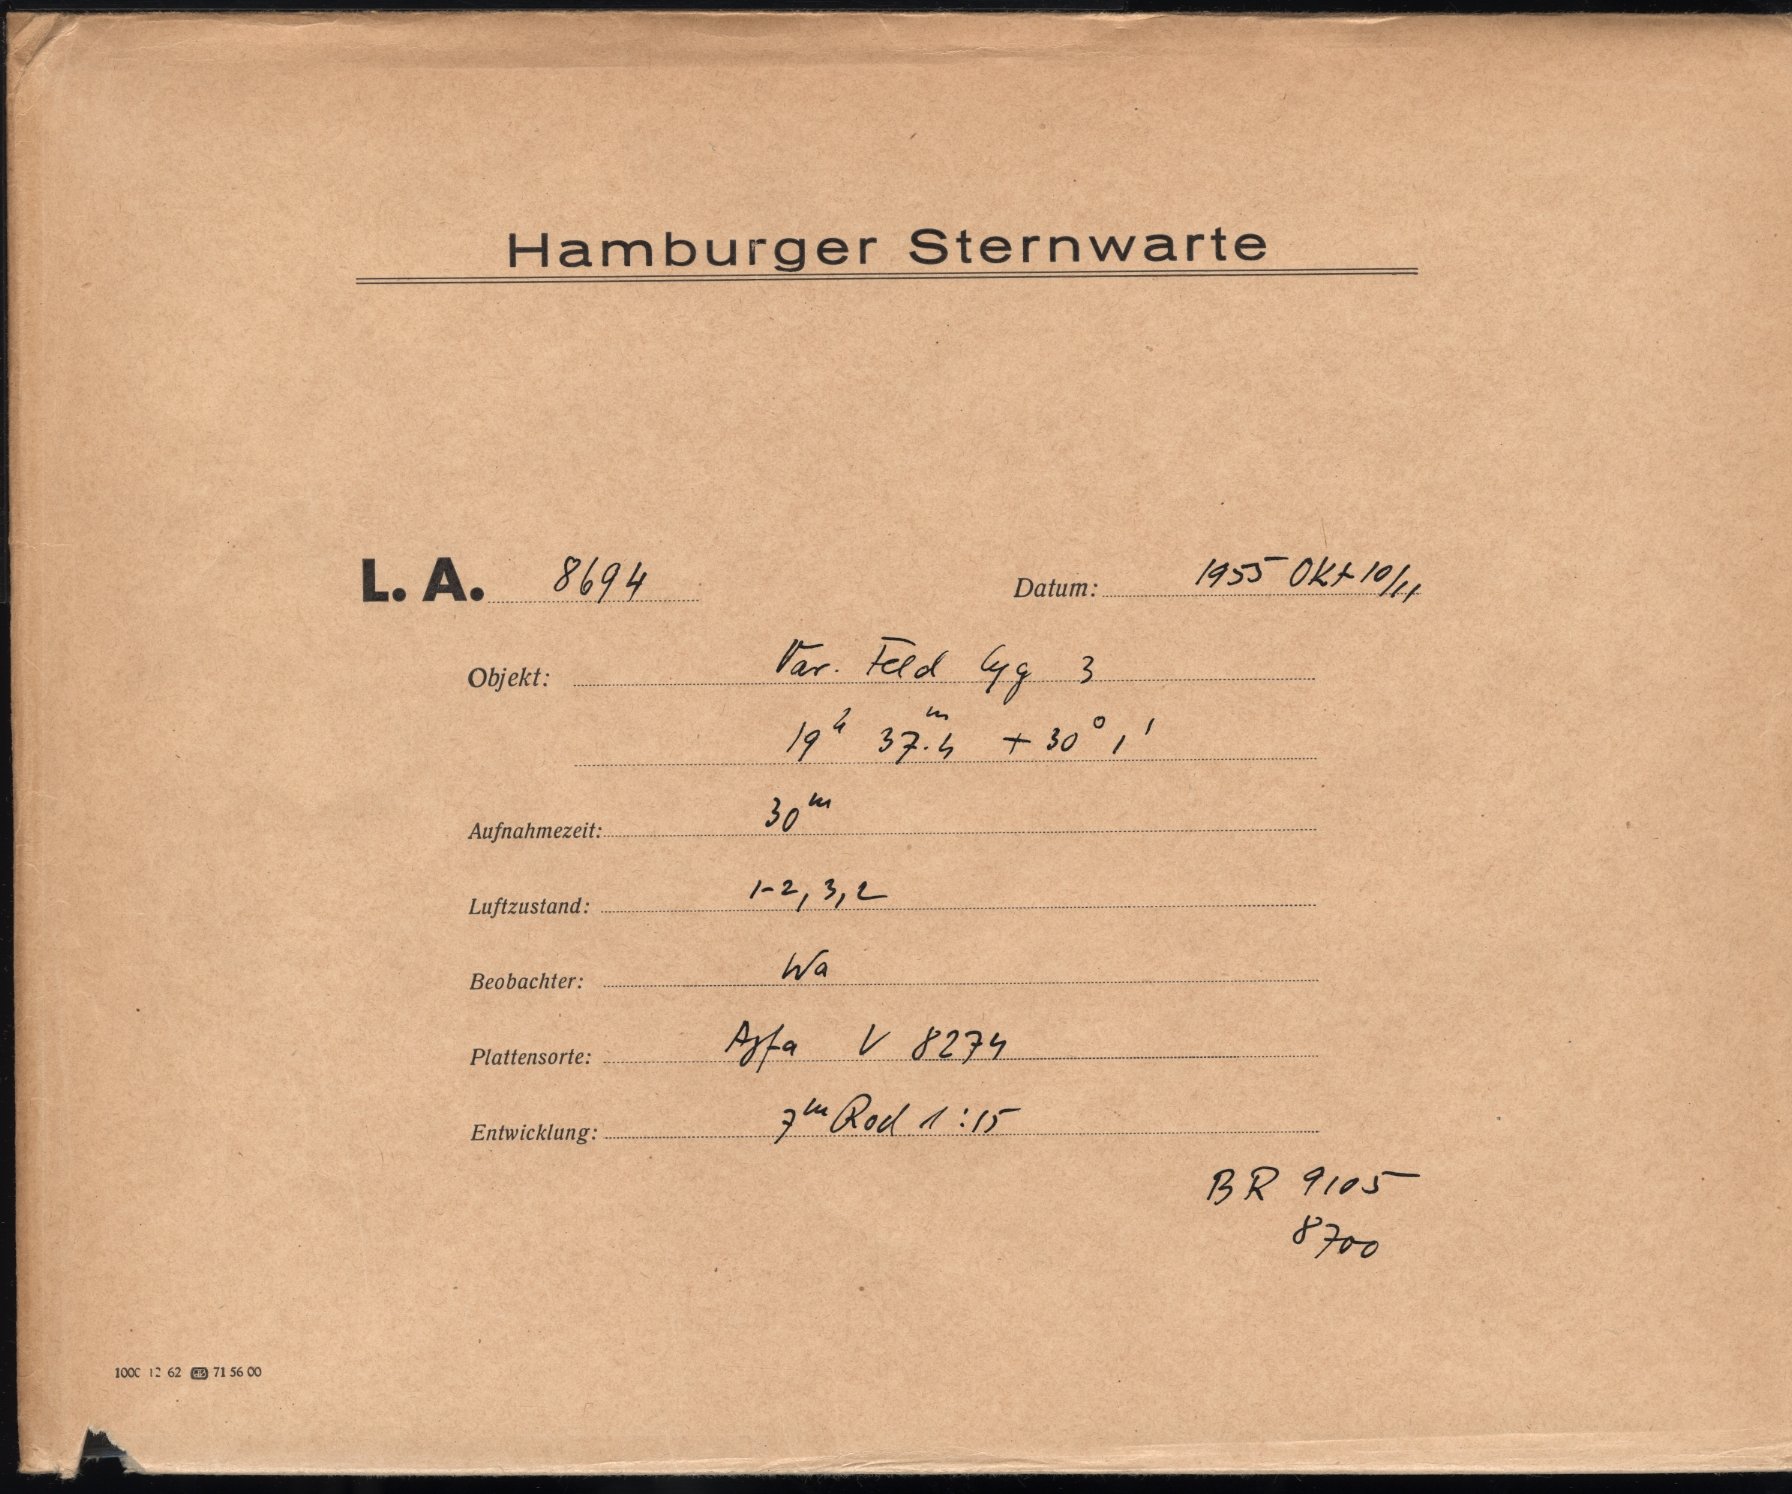 Hamburger Sternwarte
L. A. 8694 Datum: 1955 Okt 10/11
Objekt: Var. Feld Cyg 3
19h 37.4m +30° 1'
Aufnahmezeit: 30m
Luftzustand: 1-2, 3, 2
Beobachter: Wa
Plattensorte: Agfa V 8274
Entwicklung: 7m Rod 1:15
BR 9105
8700
1000 12 62 71 56 00